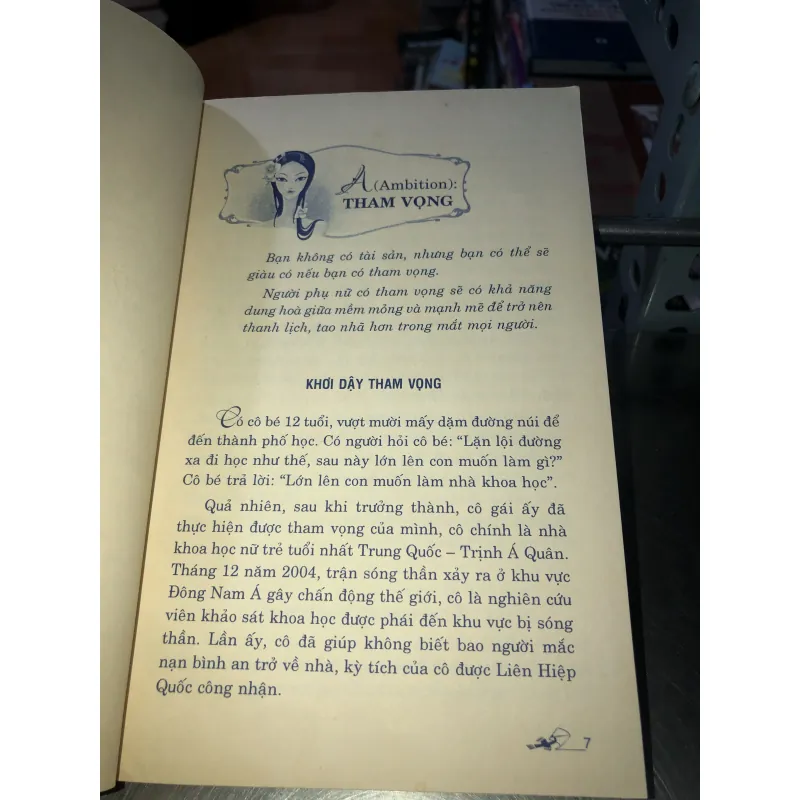 A (Ambition):
THAM VỌNG
Bạn không có tài sản, nhưng bạn có thể sẽ
giàu có nếu bạn có tham vọng.
Người phụ nữ có tham vọng sẽ có khả năng
dung hoà giữa mềm mỏng và mạnh mẽ để trở nên
thanh lịch, tao nhã hơn trong mắt mọi người.
KHƠI DẬY THAM VỌNG
Có cô bé 12 tuổi, vượt mười mấy dặm đường núi để
đến thành phố học. Có người hỏi cô bé: “Lặn lội đường
xa đi học như thế, sau này lớn lên con muốn làm gì?”
Cô bé trả lời: “Lớn lên con muốn làm nhà khoa học”.
Quả nhiên, sau khi trưởng thành, cô gái ấy đã
thực hiện được tham vọng của mình, cô chính là nhà
khoa học nữ trẻ tuổi nhất Trung Quốc – Trịnh Á Quân.
Tháng 12 năm 2004, trận sóng thần xảy ra ở khu vực
Đông Nam Á gây chấn động thế giới, cô là nghiên cứu
viên khảo sát khoa học được phái đến khu vực bị sóng
thần. Lần ấy, cô đã giúp không biết bao người mắc
nạn bình an trở về nhà, kỳ tích của cô được Liên Hiệp
Quốc công nhận.
7